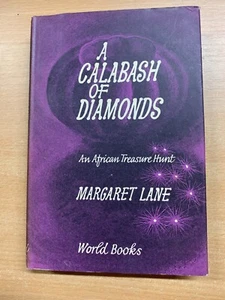 A
CALABASH
OF
DIAMONDS
An African Treasure Hunt
MARGARET LANE
World Books